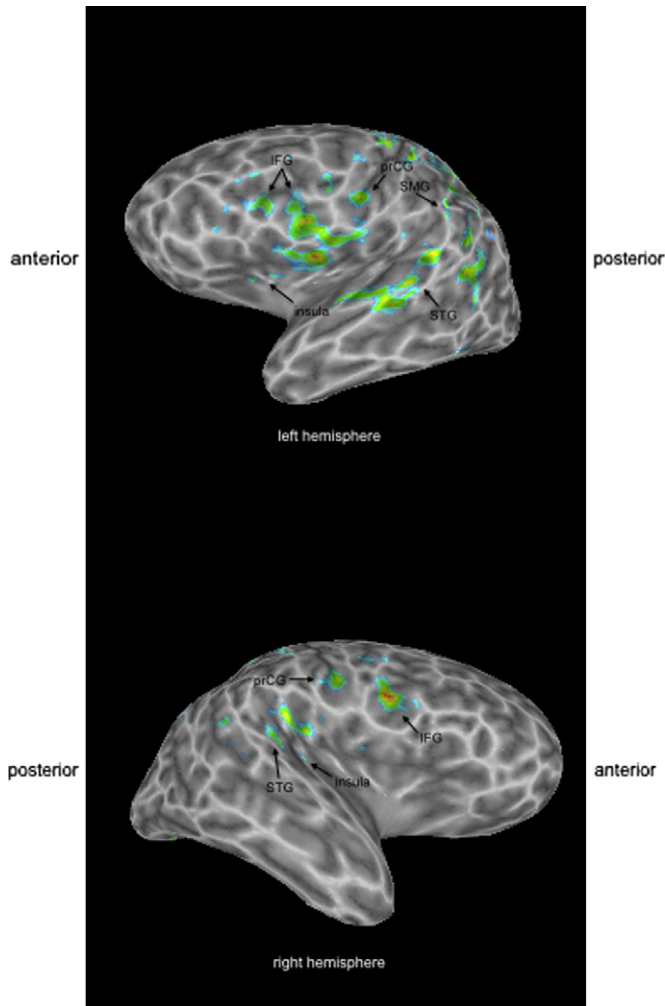 IFG
prCG
SMG
anterior
posterior
insula
STG
left hemisphere
prCG
IFG
posterior
anterior
STG
insula
right hemisphere